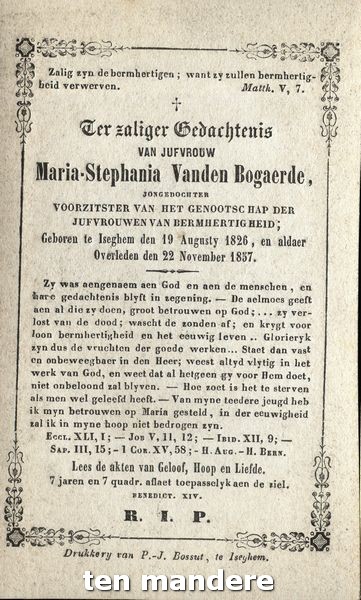 Zalig zyn de bermhertigen; want zy zullen bermhertig-
heid verwerven. Matth. V, 7.
†
Ter zaliger Gedachtenis
VAN JUFVROUW
Maria-Stephania Vanden Bogaerde,
JONGEDOCHTER
VOORZITSTER VAN HET GENOOTSCHAP DER
JUFVROUWEN VAN BERMHERTIGHEID;
Geboren te Iseghem den 19 Augusty 1826, en aldaer
Overleden den 22 November 1857.
Zy was aengenaem aen God en aen de menschen, en
hare gedachtenis blyft in zegening. — De aelmoes geeft
aen al die zy doen, groot betrouwen op God;... zy ver-
lost van de dood; wascht de zonden af; en krygt voor
loon bermhertigheid en het eeuwig leven.. Glorieryk
zyn dus de vruchten der goede werken... Staet dan vast
en onbeweegbaer in den Heer; weest altyd vlytig in het
werk van God, en weet dat al hetgeen gy voor Hem doet,
niet onbeloond zal blyven. — Hoe zoet is het te sterven
als men wel geleefd heeft. — Van myne teedere jeugd heb
ik myn betrouwen op Maria gesteld, in der eeuwigheid
zal ik in myne hoop niet bedrogen zyn.
Eccl. XLI, I; — Job V, 11, 12; — Ibid. XII, 9; —
Sap. III, 15; - 1 Cor. XV, 58; - H. Aug. - H. Bern.
Lees de akten van Geloof, Hoop en Liefde.
7 jaren en 7 quadr. aflaet toepasselyk aen de ziel.
BENEDICT. XIV.
R. I. P.
Drukkery van P.-J. Bossut, te Iseghem.
ten mandere